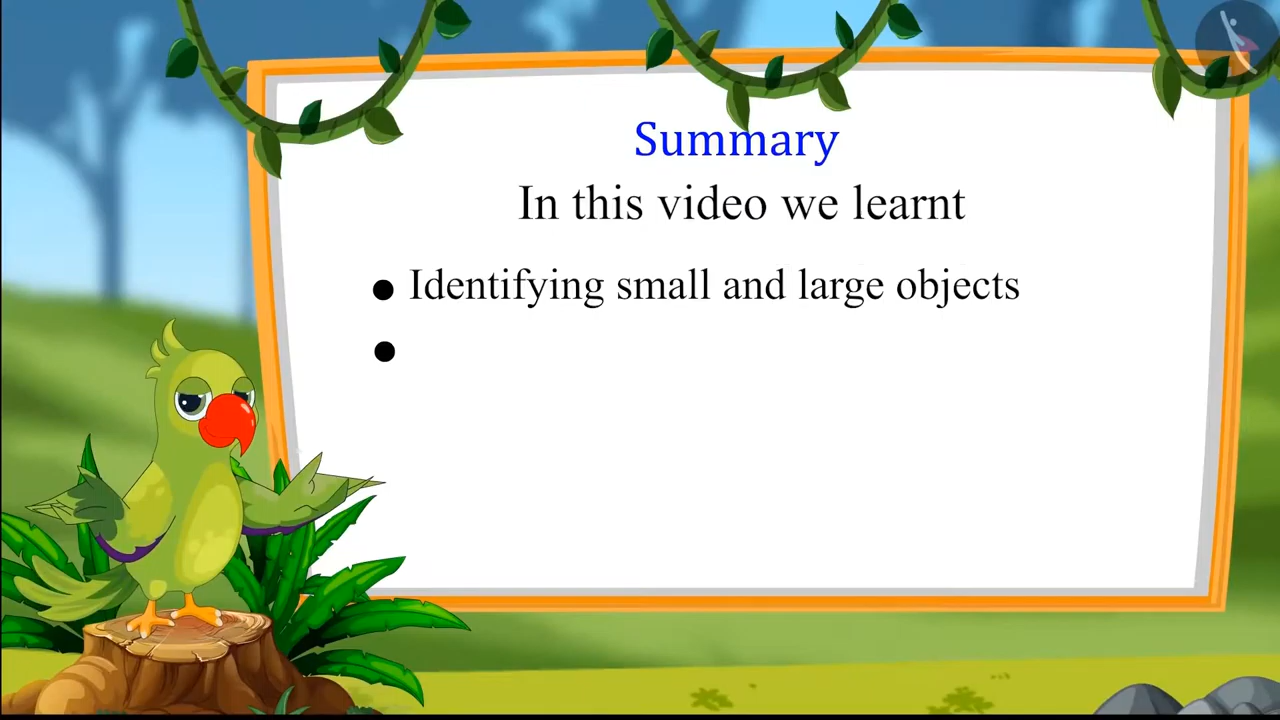 Summary
In this video we learnt
● Identifying small and large objects
●